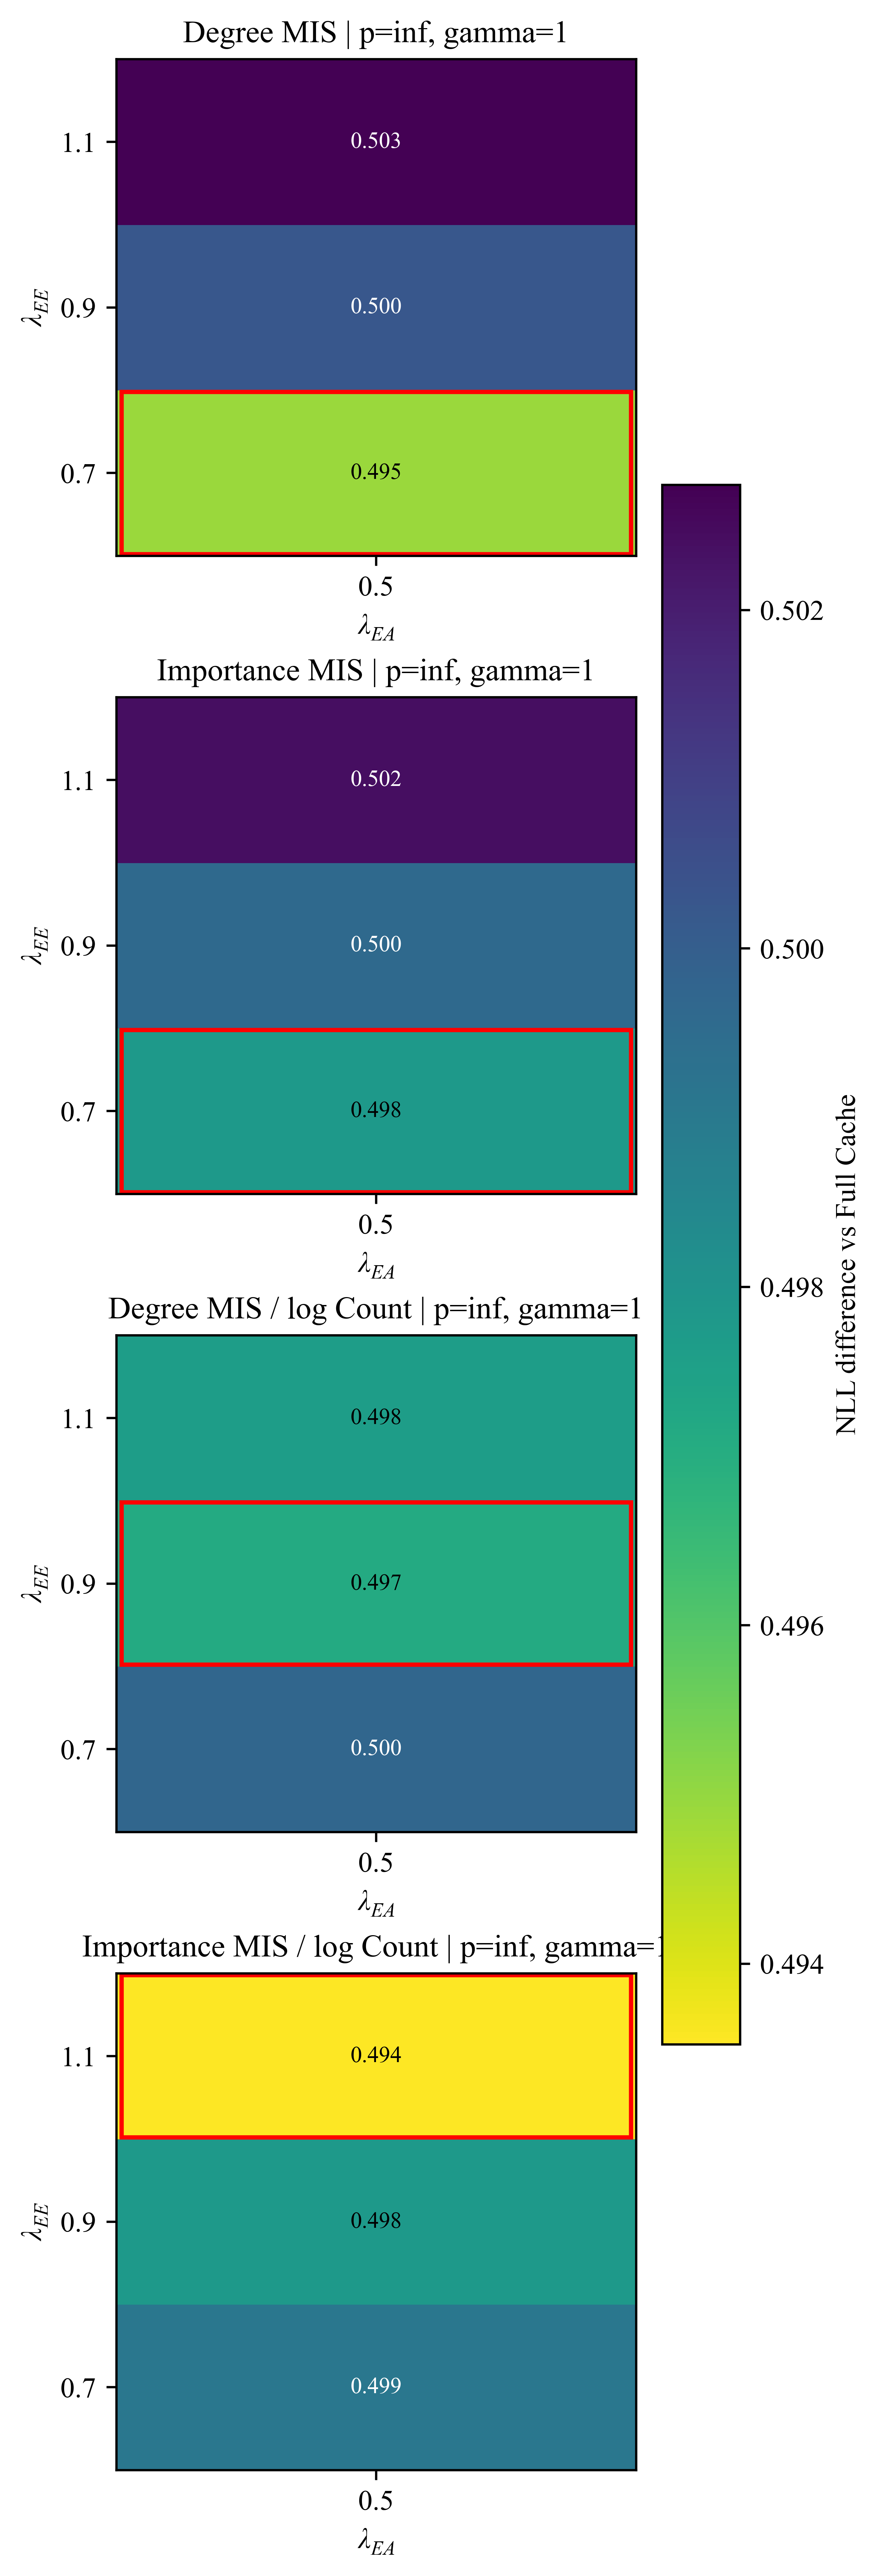 Degree MIS | p=inf, gamma=1
1.1
0.503
λEE
0.9
0.500
0.7
0.495
0.5
λEA
Importance MIS | p=inf, gamma=1
1.1
0.502
λEE
0.9
0.500
0.7
0.498
0.5
λEA
Degree MIS / log Count | p=inf, gamma=1
1.1
0.498
λEE
0.9
0.497
0.7
0.500
0.5
λEA
Importance MIS / log Count | p=inf, gamma=1
1.1
0.494
λEE
0.9
0.498
0.7
0.499
0.5
λEA
0.502
0.500
0.498
0.496
0.494
NLL difference vs Full Cache